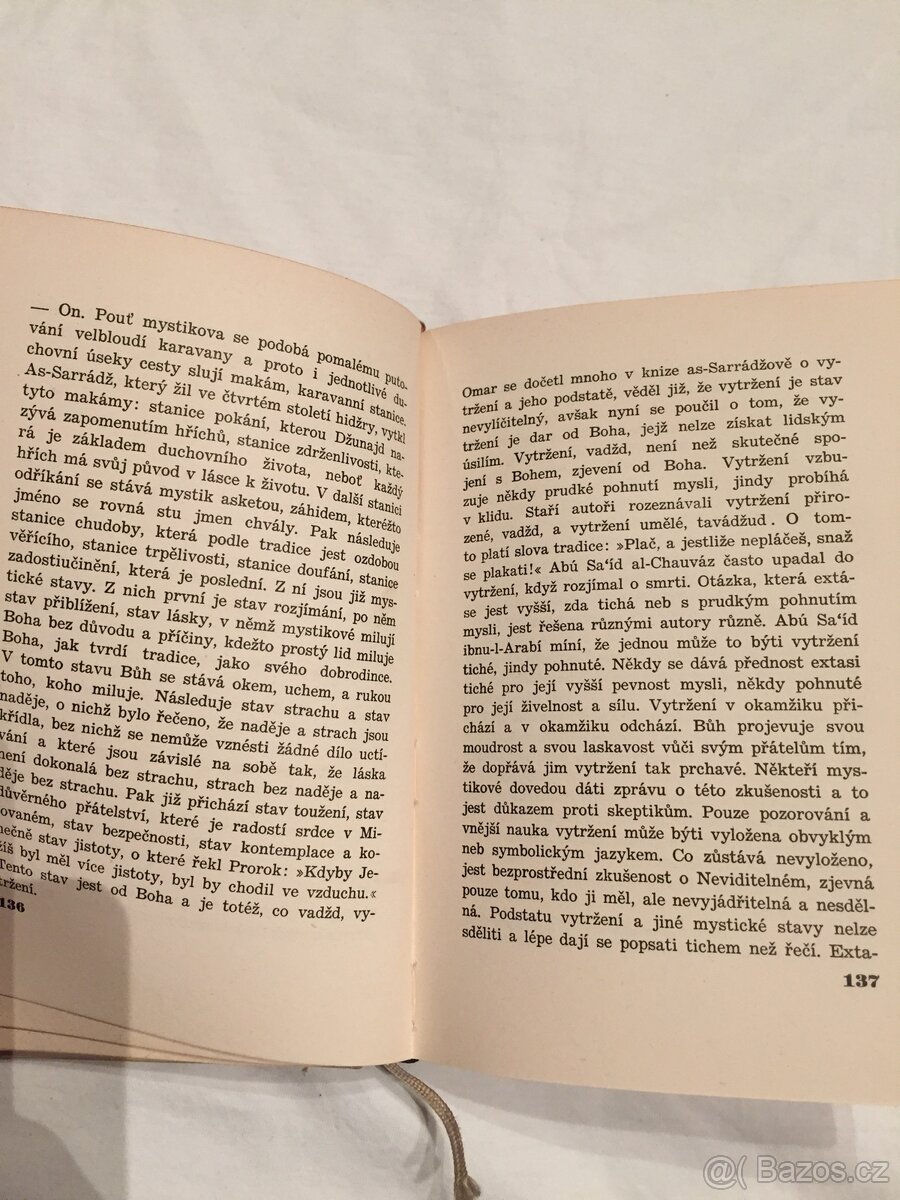 — On. Pouť mystikova se podobá pomalému puto-
vání velbloudí karavany a proto i jednotlivé du-
chovní úseky cesty slují makám, karavanní stanice.
As-Sarrádž, který žil ve čtvrtém století hidžry, vytkl
tyto makámy: stanice pokání, kterou Džunajd na-
zývá zapomenutím hříchů, stanice zdrženlivosti, kte-
rá je základem duchovního života, neboť každý
hřích má svůj původ v lásce k životu. V další stanici
odříkání se stává mystik asketou, záhidem, kteréžto
jméno se rovná stu jmen chvály. Pak následuje
stanice chudoby, která podle tradice jest ozdobou
věřícího, stanice trpělivosti, stanice doufání, stanice
zadostiučinění, která je poslední. Z ní jsou již mys-
tické stavy. Z nich první je stav rozjímání, po něm
stav přiblížení, stav lásky, v němž mystikové milují
Boha bez důvodu a příčiny, kdežto prostý lid miluje
Boha, jak tvrdí tradice, jako svého dobrodince.
V tomto stavu Bůh se stává okem, uchem, a rukou
toho, koho miluje. Následuje stav strachu a stav
naděje, o nichž bylo řečeno, že naděje a strach jsou
křídla, bez nichž se nemůže vznésti žádné dílo uctí-
vání a které jsou závislé na sobě tak, že láska
není dokonalá bez strachu, strach bez naděje a na-
děje bez strachu. Pak již přichází stav toužení, stav
důvěrného přátelství, které je radostí srdce v Mi-
lovaném, stav bezpečnosti, stav kontemplace a ko-
nečně stav jistoty, o které řekl Prorok: »Kdyby Je-
žíš byl měl více jistoty, byl by chodil ve vzduchu.«
Tento stav jest od Boha a je totéž, co vadžd, vy-
tržení.
136
Omar se dočetl mnoho v knize as-Sarrádžově o vy-
tržení a jeho podstatě, věděl již, že vytržení je stav
nevylíčitelný, avšak nyní se poučil o tom, že vy-
tržení je dar od Boha, jejž nelze získat lidským
úsilím. Vytržení, vadžd, není než skutečné spo-
jení s Bohem, zjevení od Boha. Vytržení vzbu-
zuje někdy prudké pohnutí mysli, jindy probíhá
v klidu. Staří autoři rozeznávali vytržení přiro-
zené, vadžd, a vytržení umělé, tavádžud. O tom-
to platí slova tradice: »Plač, a jestliže nepláčeš, snaž
se plakati!« Abú Sa‘íd al-Chauváz často upadal do
vytržení, když rozjímal o smrti. Otázka, která extá-
se jest vyšší, zda tichá neb s prudkým pohnutím
mysli, jest řešena různými autory různě. Abú Sa‘íd
ibnu-l-Arabí míní, že jednou může to býti vytržení
tiché, jindy pohnuté. Někdy se dává přednost extasi
tiché pro její vyšší pevnost mysli, někdy pohnuté
pro její živelnost a sílu. Vytržení v okamžiku při-
chází a v okamžiku odchází. Bůh projevuje svou
moudrost a svou laskavost vůči svým přátelům tím,
že dopřává jim vytržení tak prchavé. Někteří mys-
tikové dovedou dáti zprávu o této zkušenosti a to
jest důkazem proti skeptikům. Pouze pozorování a
vnější nauka vytržení může býti vyložena obvyklým
neb symbolickým jazykem. Co zůstává nevyloženo,
jest bezprostřední zkušenost o Neviditelném, zjevná
pouze tomu, kdo ji měl, ale nevyjádřitelná a nesděl-
ná. Podstatu vytržení a jiné mystické stavy nelze
sděliti a lépe dají se popsati tichem než řečí. Exta-
137
@( Bazos.cz